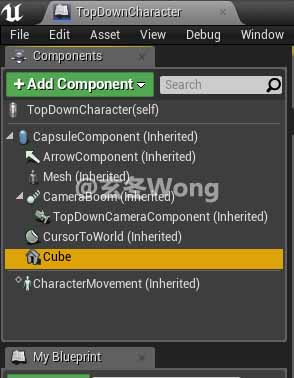 TopDownCharacter
File Edit Asset View Debug Window
Components
+ Add Component
Search
TopDownCharacter(self)
CapsuleComponent (Inherited)
ArrowComponent (Inherited)
Mesh (Inherited)
@玄冬Wong
CameraBoom (Inherited)
TopDownCameraComponent (Inherited)
CursorToWorld (Inherited)
Cube
CharacterMovement (Inherited)
My Blueprint